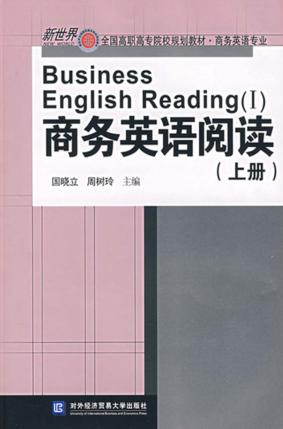 新世界 全国高职高专院校规划教材·商务英语专业
NEW WORLD
Business
English Reading(I)
商务英语阅读
(上册)
国晓立 周树玲 主编
对外经济贸易大学出版社
University of International Business and Economics Press